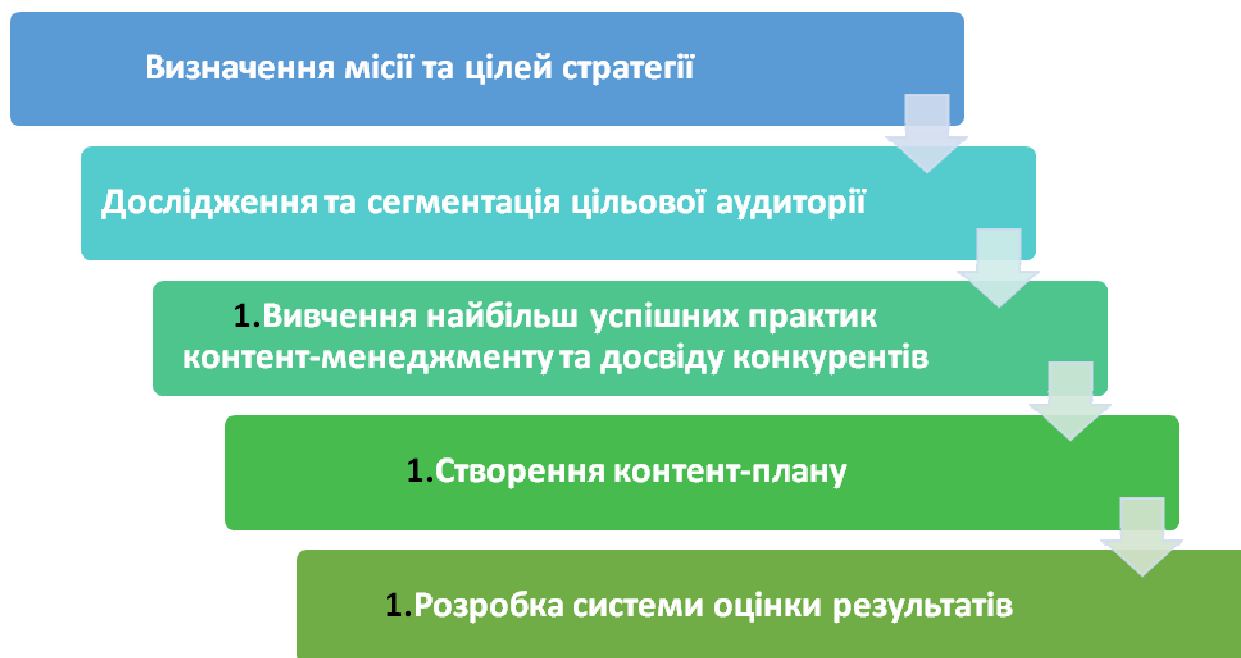 Визначення місії та цілей стратегії
Дослідження та сегментація цільової аудиторії
1.Вивчення найбільш успішних практик
контент-менеджменту та досвіду конкурентів
1.Створення контент-плану
1.Розробка системи оцінки результатів